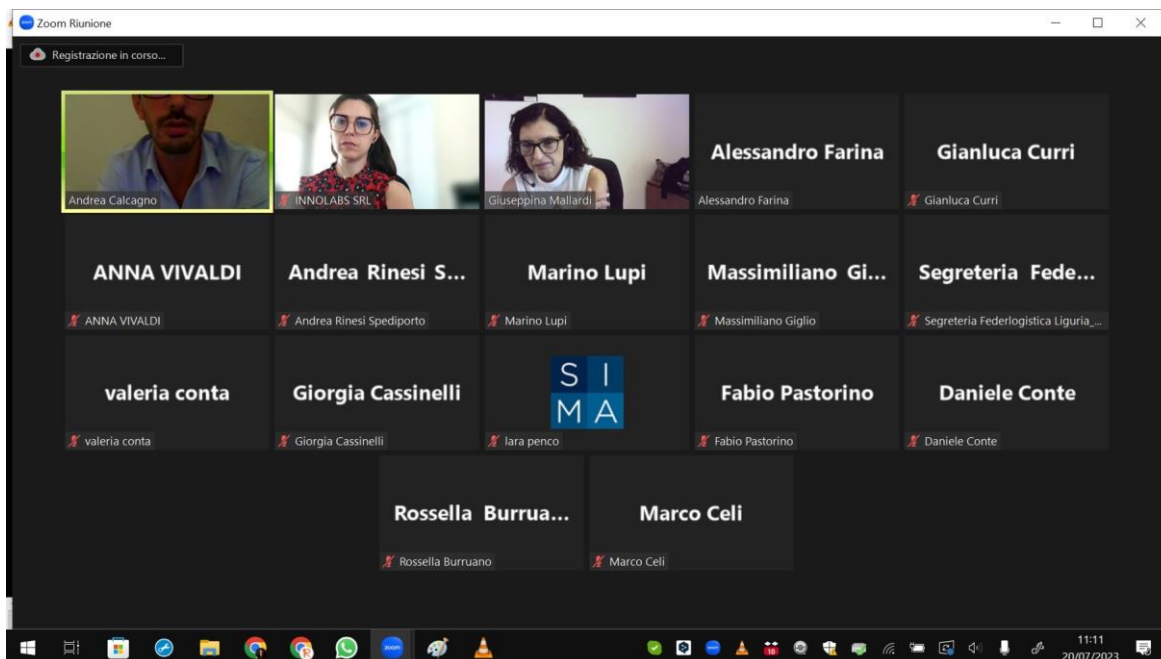 Zoom Riunione
Registrazione in corso...
Andrea Calcagno
INNOLABS SRL
Giuseppina Mallardi
Alessandro Farina
Alessandro Farina
Gianluca Curri
Gianluca Curri
ANNA VIVALDI
ANNA VIVALDI
Andrea Rinesi S...
Andrea Rinesi Spediporto
Marino Lupi
Marino Lupi
Massimiliano Gi...
Massimiliano Giglio
Segreteria Fede...
Segreteria Federlogistica Liguria_...
valeria conta
valeria conta
Giorgia Cassinelli
Giorgia Cassinelli
S I
M A
lara penco
Fabio Pastorino
Fabio Pastorino
Daniele Conte
Daniele Conte
Rossella Burrua...
Rossella Burruano
Marco Celi
Marco Celi
zoom
10
11:11
20/07/2023